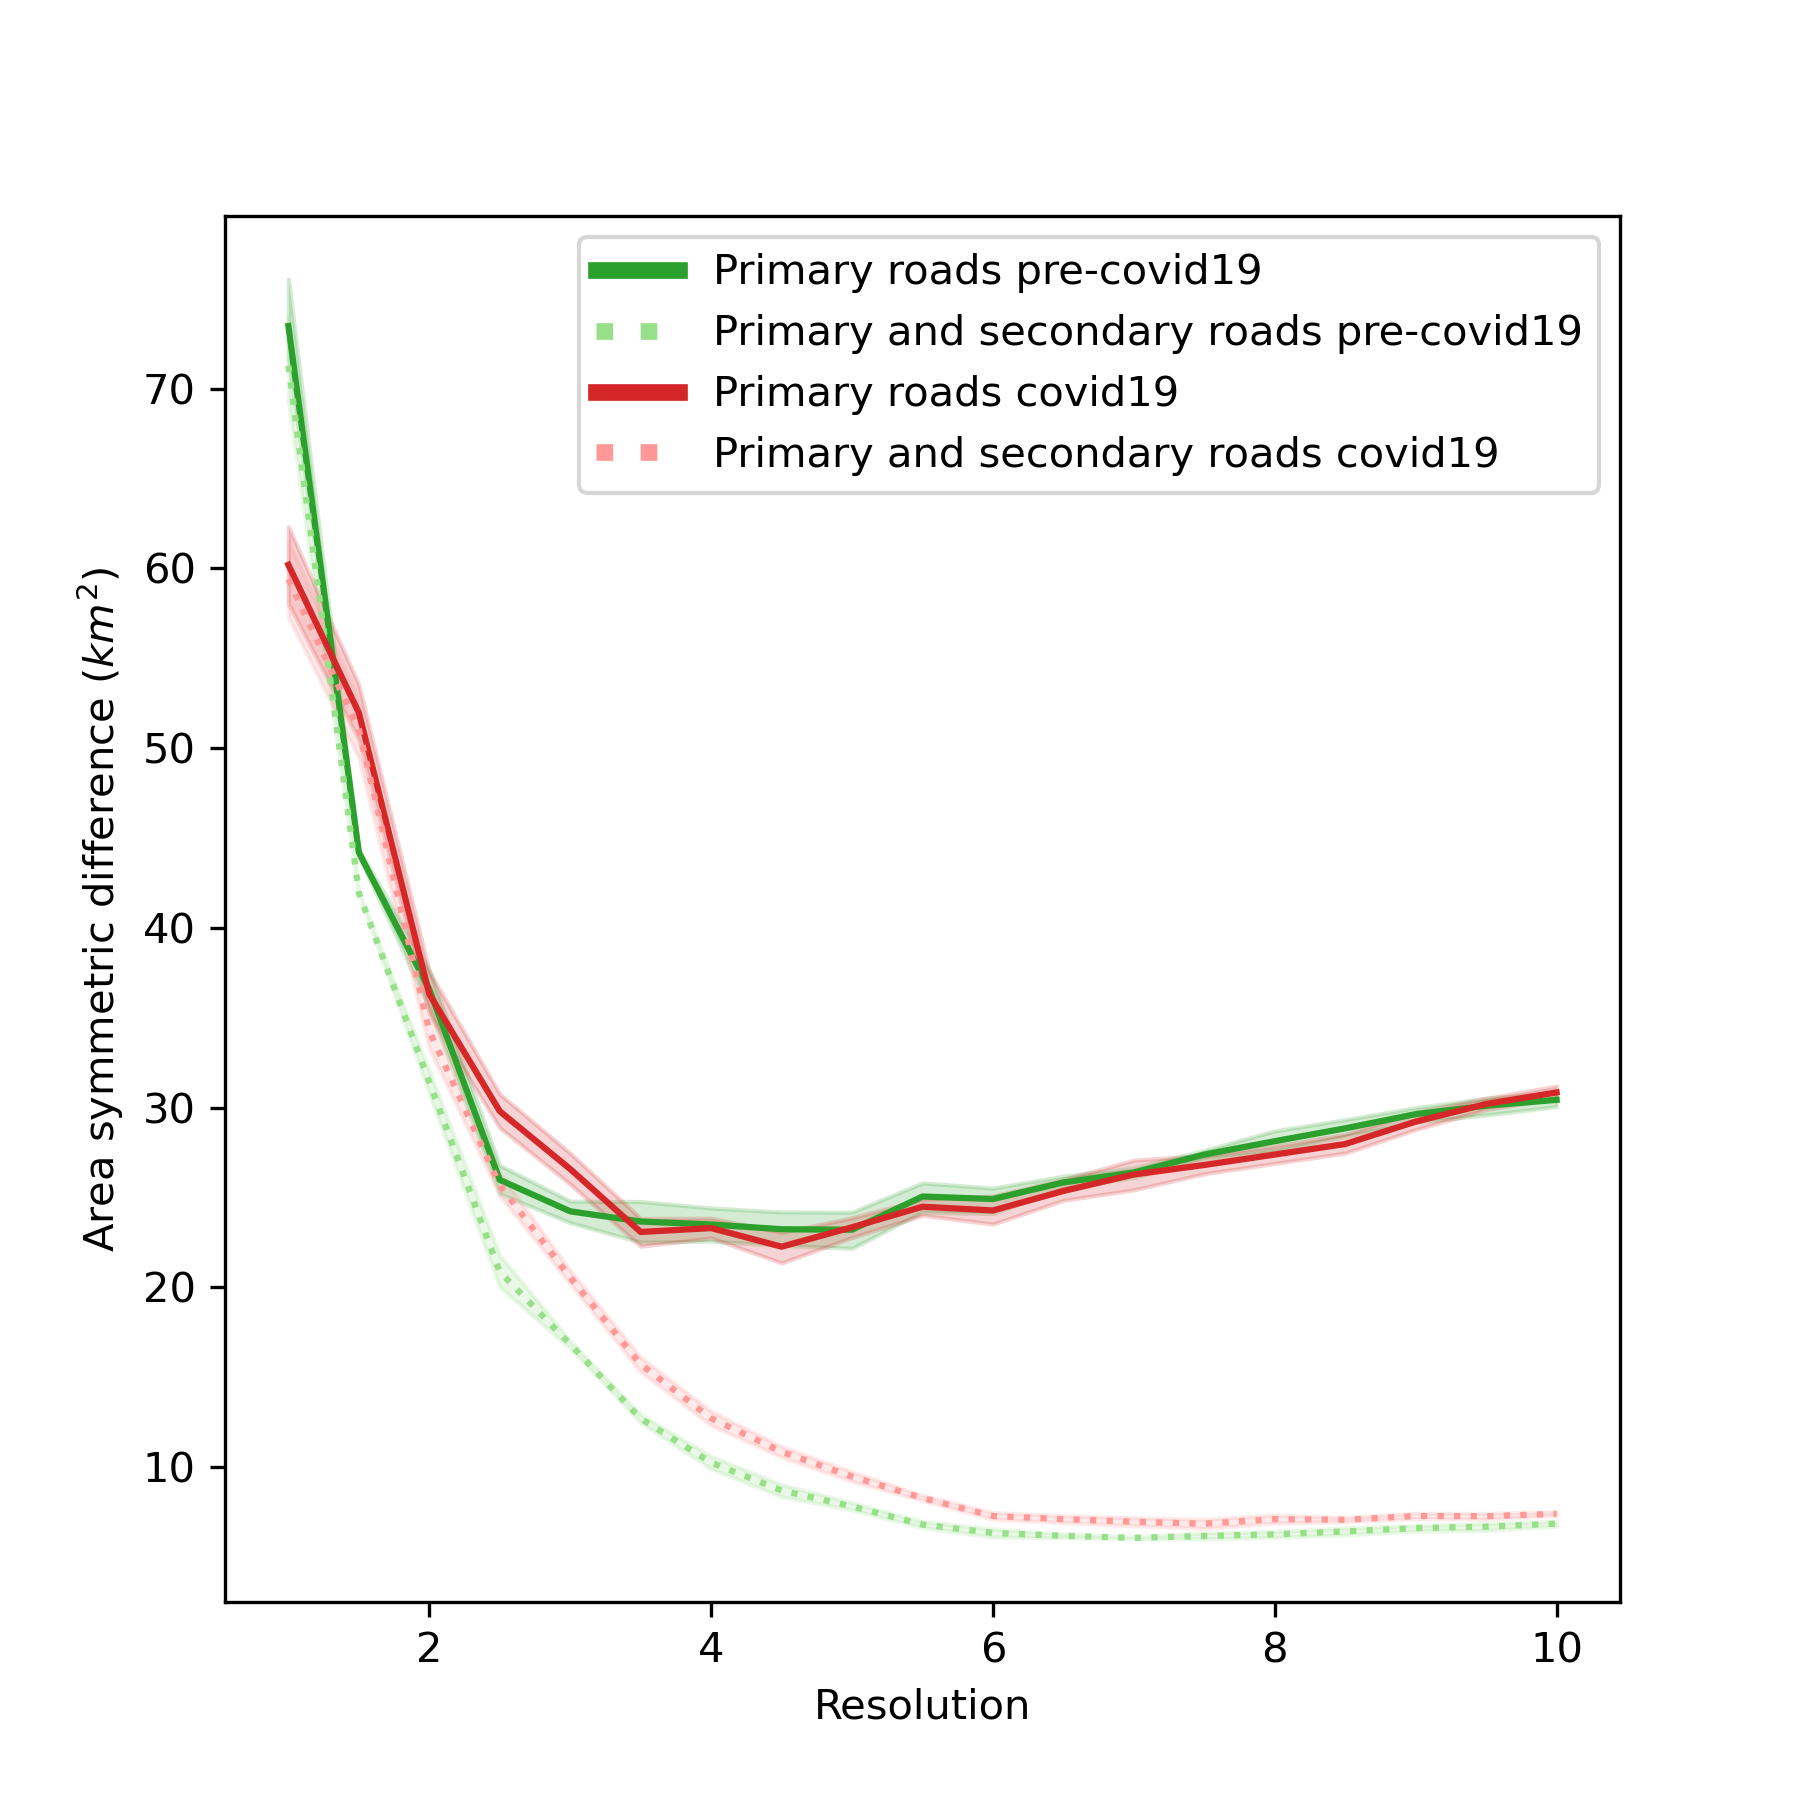 Primary roads pre-covid19
Primary and secondary roads pre-covid19
Primary roads covid19
Primary and secondary roads covid19
Area symmetric difference (km²)
70
60
50
40
30
20
10
2 4 6 8 10
Resolution